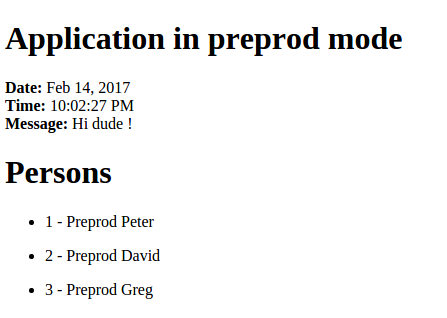 Application in preprod mode
Date: Feb 14, 2017
Time: 10:02:27 PM
Message: Hi dude !
Persons
• 1 - Preprod Peter
• 2 - Preprod David
• 3 - Preprod Greg